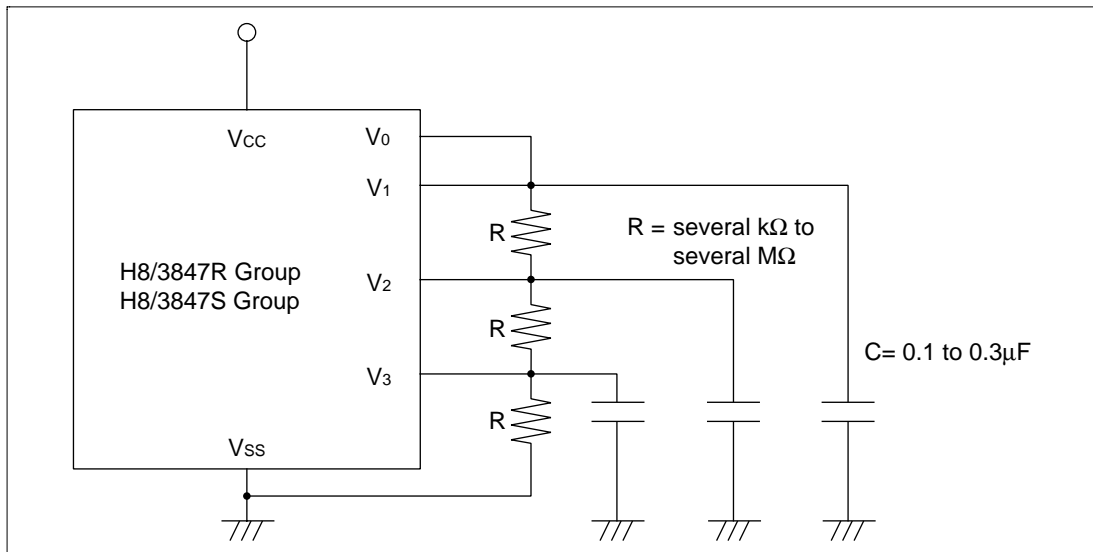 VCC
V0
V1
R
R = several kΩ to
several MΩ
H8/3847R Group
H8/3847S Group
V2
R
C= 0.1 to 0.3μF
V3
R
VSS